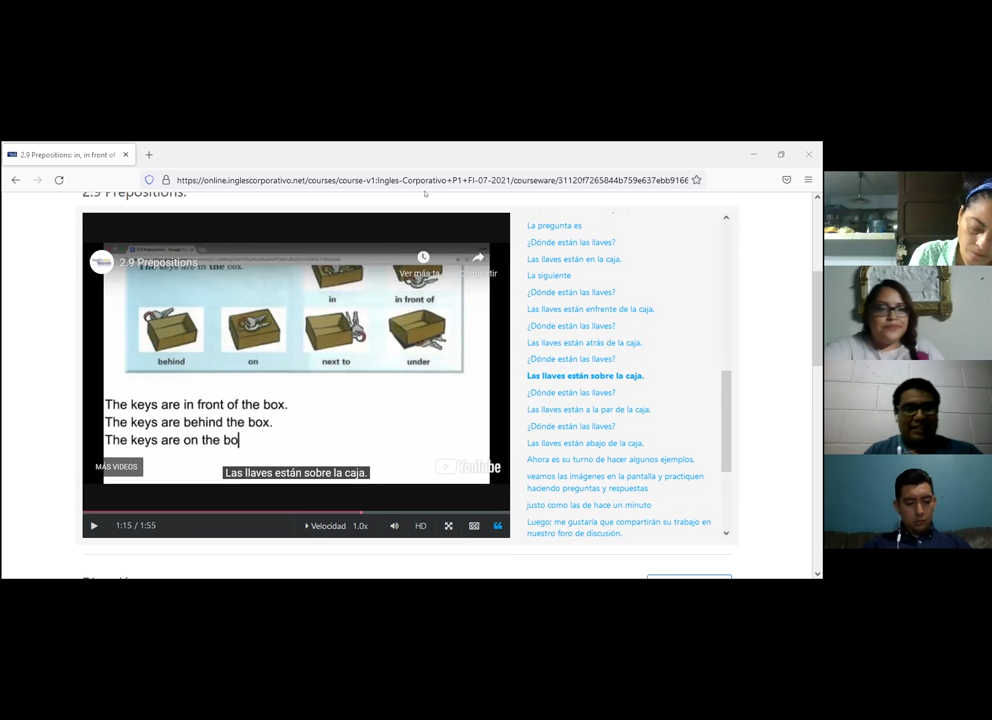 2.9 Prepositions: in, in front of
https://online.inglescorporativo.net/courses/course-v1:Ingles-Corporativo+P1+FI-07-2021/courseware/31120f7265844b759e637ebb9166
2.9 Prepositions.
2.9 Prepositions
Ver más ta
The keys are in the box.
in
in front of
behind
on
next to
under
The keys are in front of the box.
The keys are behind the box.
The keys are on the bo
MÁS VIDEOS
Las llaves están sobre la caja.
YouTube
1:15 / 1:55
Velocidad 1.0x
HD
La pregunta es
¿Dónde están las llaves?
Las llaves están en la caja.
La siguiente
¿Dónde están las llaves?
Las llaves están enfrente de la caja.
¿Dónde están las llaves?
Las llaves están atrás de la caja.
¿Dónde están las llaves?
Las llaves están sobre la caja.
¿Dónde están las llaves?
Las llaves están a la par de la caja.
¿Dónde están las llaves?
Las llaves están abajo de la caja.
Ahora es su turno de hacer algunos ejemplos,
veamos las imágenes en la pantalla y practiquen
haciendo preguntas y respuestas
justo como las de hace un minuto
Luego: me gustaría que compartirán su trabajo en
nuestro foro de discusión.